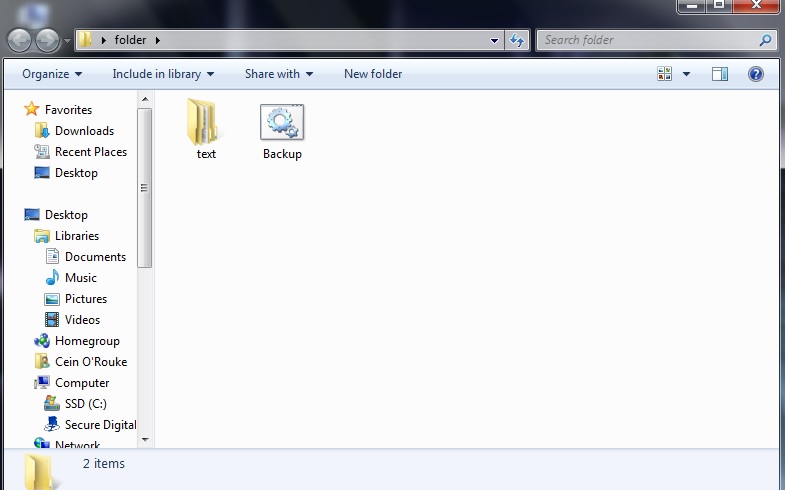 folder
Search folder
Organize Include in library Share with New folder
Favorites
Downloads
Recent Places
Desktop
Desktop
Libraries
Documents
Music
Pictures
Videos
Homegroup
Cein O'Rouke
Computer
SSD (C:)
Secure Digital
Network
text
Backup
2 items